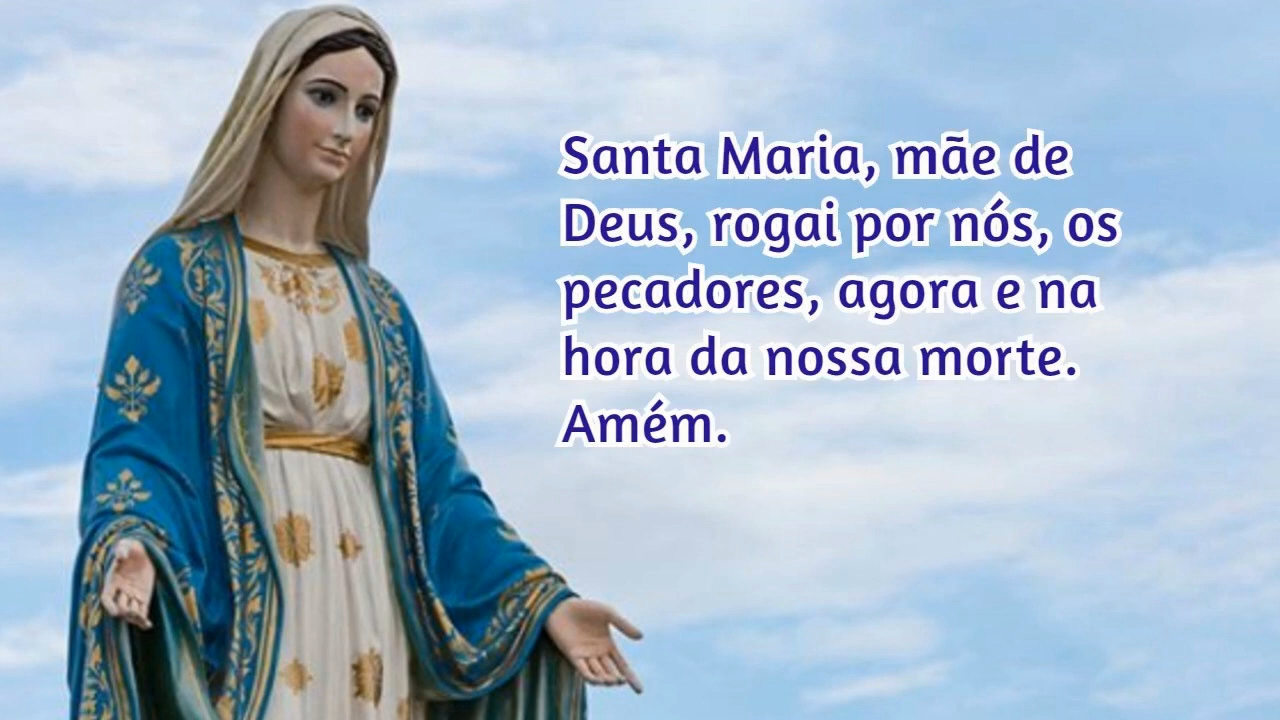 Santa Maria, mãe de
Deus, rogai por nós, os
pecadores, agora e na
hora da nossa morte.
Amém.